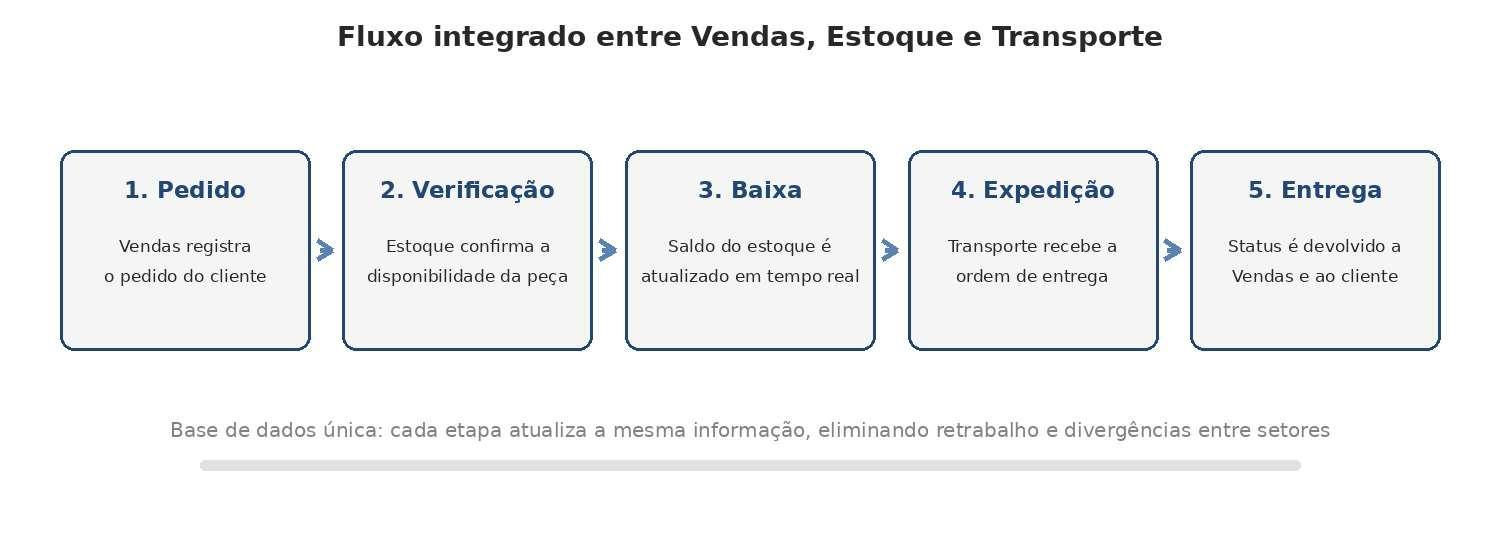 Fluxo integrado entre Vendas, Estoque e Transporte
1. Pedido
Vendas registra
o pedido do cliente
2. Verificação
Estoque confirma a
disponibilidade da peça
3. Baixa
Saldo do estoque é
atualizado em tempo real
4. Expedição
Transporte recebe a
ordem de entrega
5. Entrega
Status é devolvido a
Vendas e ao cliente
Base de dados única: cada etapa atualiza a mesma informação, eliminando retrabalho e divergências entre setores